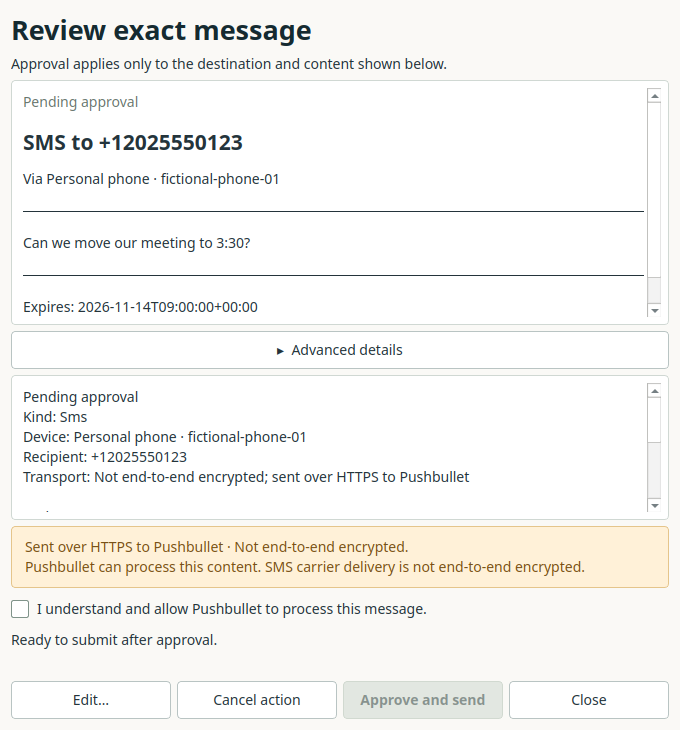 Review exact message
Approval applies only to the destination and content shown below.
Pending approval
SMS to +12025550123
Via Personal phone · fictional-phone-01
Can we move our meeting to 3:30?
Expires: 2026-11-14T09:00:00+00:00
▸ Advanced details
Pending approval
Kind: Sms
Device: Personal phone · fictional-phone-01
Recipient: +12025550123
Transport: Not end-to-end encrypted; sent over HTTPS to Pushbullet
Sent over HTTPS to Pushbullet · Not end-to-end encrypted.
Pushbullet can process this content. SMS carrier delivery is not end-to-end encrypted.
I understand and allow Pushbullet to process this message.
Ready to submit after approval.
Edit...
Cancel action
Approve and send
Close